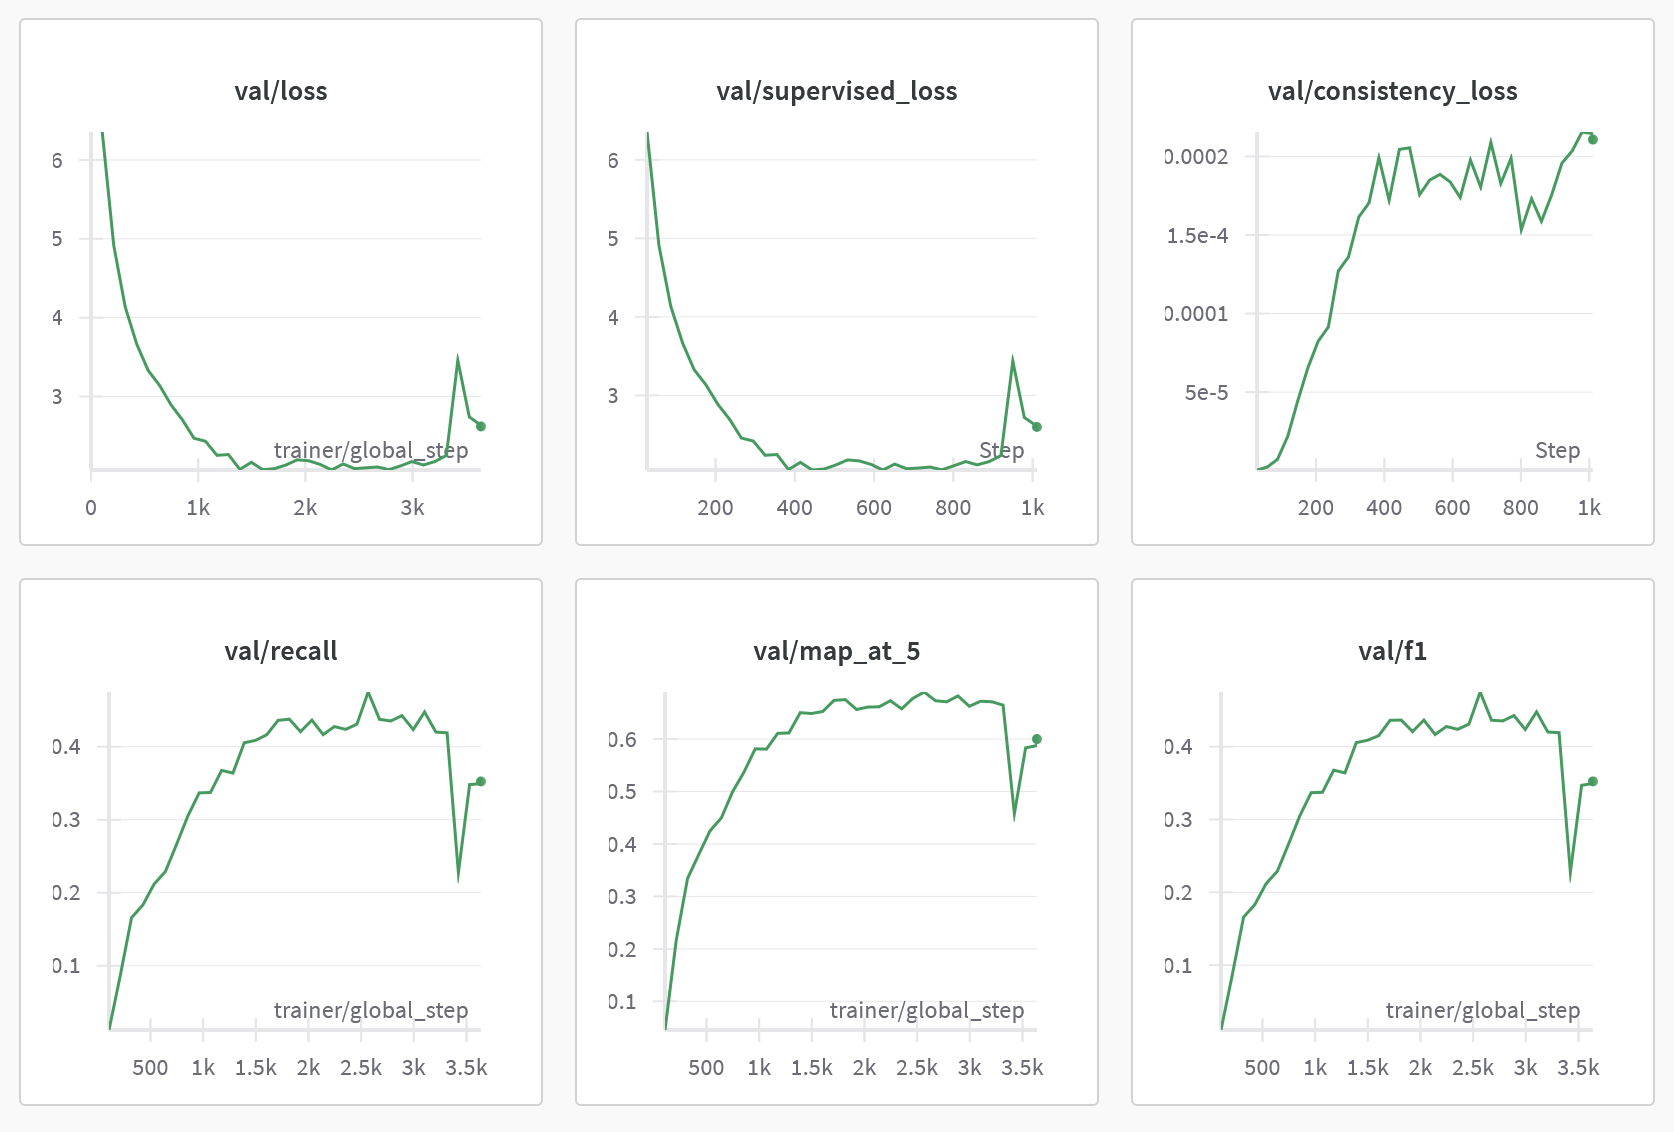 val/loss
6
5
4
3
trainer/global_step
0 1k 2k 3k
val/supervised_loss
6
5
4
3
Step
200 400 600 800 1k
val/consistency_loss
0.0002
1.5e-4
0.0001
5e-5
Step
200 400 600 800 1k
val/recall
0.4
0.3
0.2
0.1
trainer/global_step
500 1k 1.5k 2k 2.5k 3k 3.5k
val/map_at_5
0.6
0.5
0.4
0.3
0.2
0.1
trainer/global_step
500 1k 1.5k 2k 2.5k 3k 3.5k
val/f1
0.4
0.3
0.2
0.1
trainer/global_step
500 1k 1.5k 2k 2.5k 3k 3.5k